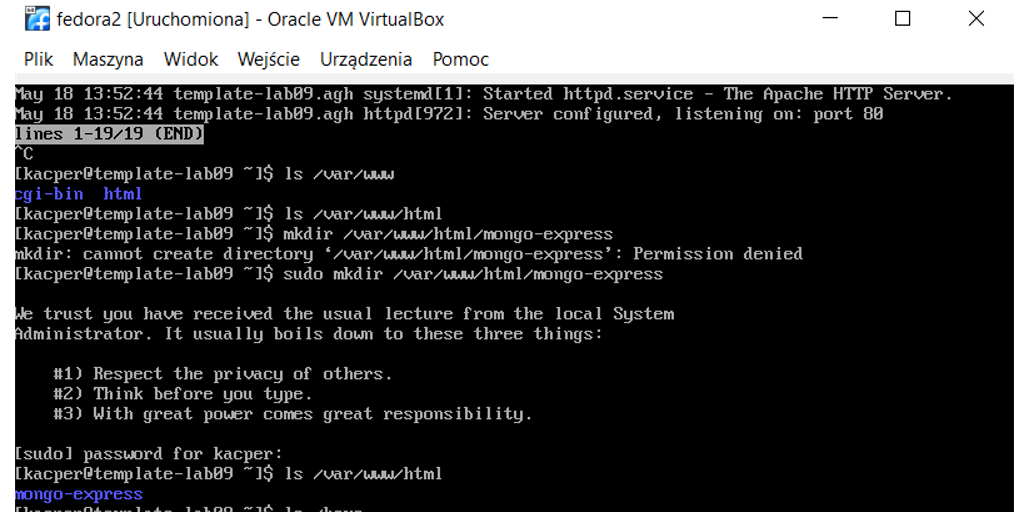 fedora2 [Uruchomiona] - Oracle VM VirtualBox
Plik Maszyna Widok Wejście Urządzenia Pomoc
May 18 13:52:44 template-lab09.agh systemd[1]: Started httpd.service - The Apache HTTP Server.
May 18 13:52:44 template-lab09.agh httpd[972]: Server configured, listening on: port 80
lines 1-19/19 (END)
^C
[kacper@template-lab09 ~]$ ls /var/www
cgi-bin  html
[kacper@template-lab09 ~]$ ls /var/www/html
[kacper@template-lab09 ~]$ mkdir /var/www/html/mongo-express
mkdir: cannot create directory ‘/var/www/html/mongo-express’: Permission denied
[kacper@template-lab09 ~]$ sudo mkdir /var/www/html/mongo-express
We trust you have received the usual lecture from the local System
Administrator. It usually boils down to these three things:
#1) Respect the privacy of others.
#2) Think before you type.
#3) With great power comes great responsibility.
[sudo] password for kacper:
[kacper@template-lab09 ~]$ ls /var/www/html
mongo-express
[kacper@template-lab09 ~]$ ls